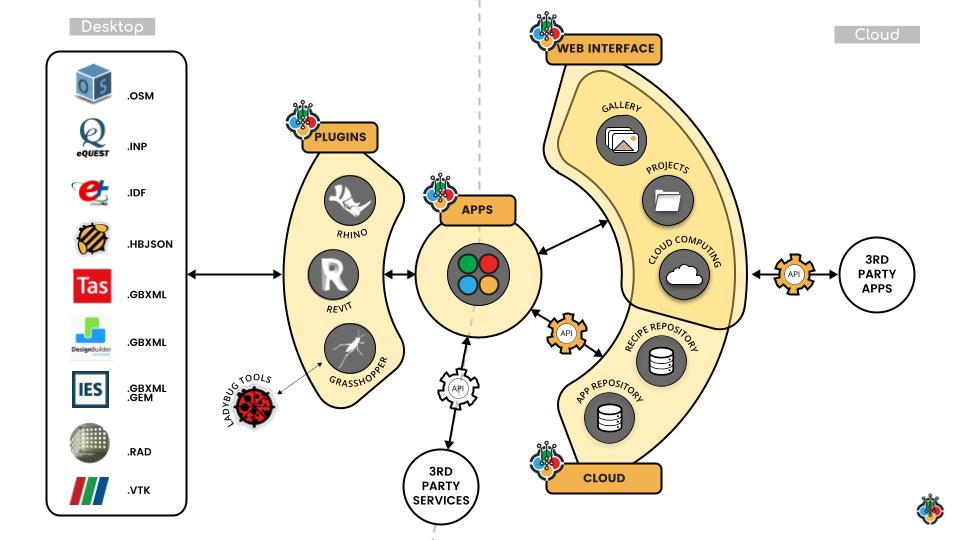 Desktop
Cloud
WEB INTERFACE
PLUGINS
APPS
CLOUD
OS
.OSM
eQUEST
.INP
.IDF
.HBJSON
Tas
.GBXML
DesignBuilder
.GBXML
IES
.GBXML
.GEM
.RAD
.VTK
RHINO
R
REVIT
GRASSHOPPER
LADYBUG TOOLS
GALLERY
PROJECTS
CLOUD COMPUTING
RECIPE REPOSITORY
APP REPOSITORY
API
API
API
3RD
PARTY
APPS
3RD
PARTY
SERVICES